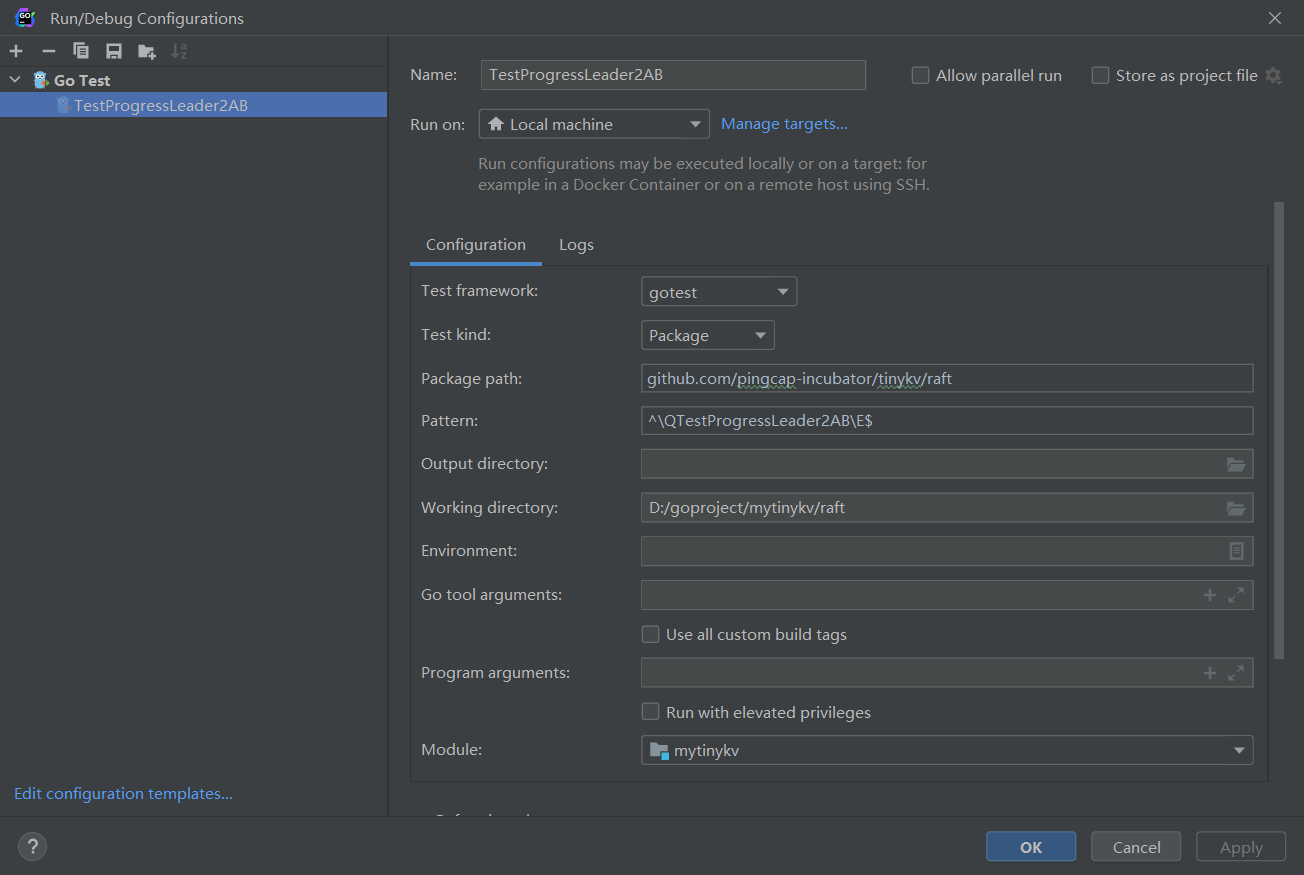 GO
Run/Debug Configurations
Go Test
TestProgressLeader2AB
Name: TestProgressLeader2AB Allow parallel run Store as project file
Run on: Local machine Manage targets...
Run configurations may be executed locally or on a target: for
example in a Docker Container or on a remote host using SSH.
Configuration Logs
Test framework: gotest
Test kind: Package
Package path: github.com/pingcap-incubator/tinykv/raft
Pattern: ^\QTestProgressLeader2AB\E$
Output directory:
Working directory: D:/goproject/mytinykv/raft
Environment:
Go tool arguments:
Use all custom build tags
Program arguments:
Run with elevated privileges
Module: mytinykv
Edit configuration templates...
? OK Cancel Apply